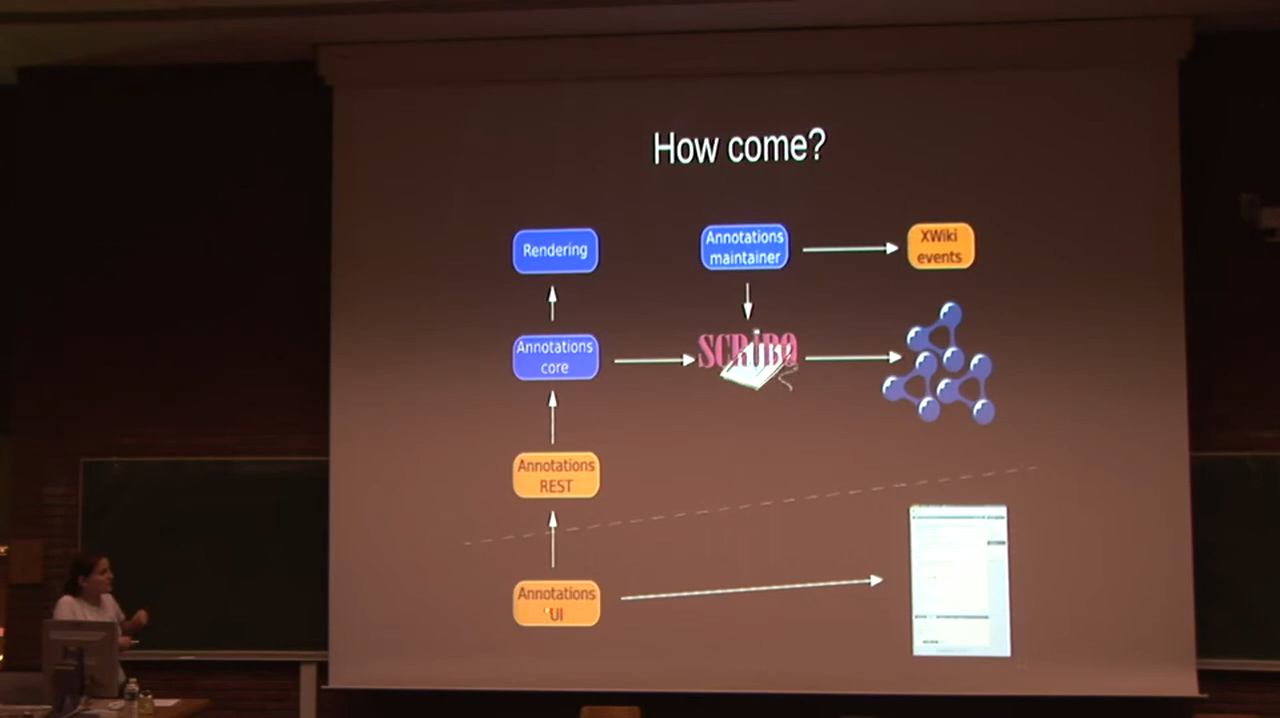 How come?
Rendering
Annotations
maintainer
XWiki
events
Annotations
core
SCRIBO
Annotations
REST
Annotations
UI